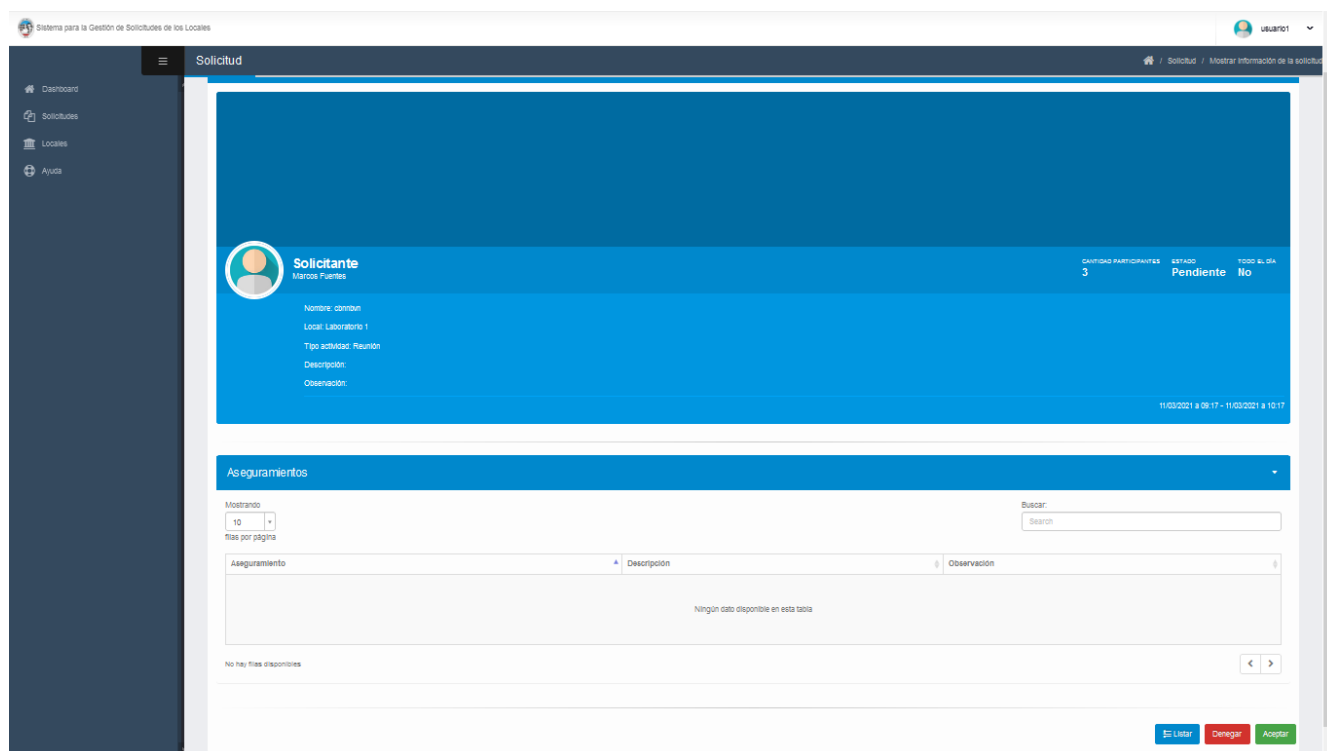 Sistema para la Gestión de Solicitudes de los Locales
usuario1
Solicitud
/ Solicitud / Mostrar información de la solicitud
Dashboard
Solicitudes
Locales
Ayuda
Solicitante
Marcos Fuentes
CANTIDAD PARTICIPANTES ESTADO TODO EL DÍA
3 Pendiente No
Nombre: cbnnbvn
Local: Laboratorio 1
Tipo actividad: Reunión
Descripción:
Observación:
11/03/2021 a 09:17 - 11/03/2021 a 10:17
Aseguramientos
Mostrando
10
filas por página
Buscar:
Search
Aseguramiento Descripción Observación
Ningún dato disponible en esta tabla
No hay filas disponibles
Listar Denegar Aceptar